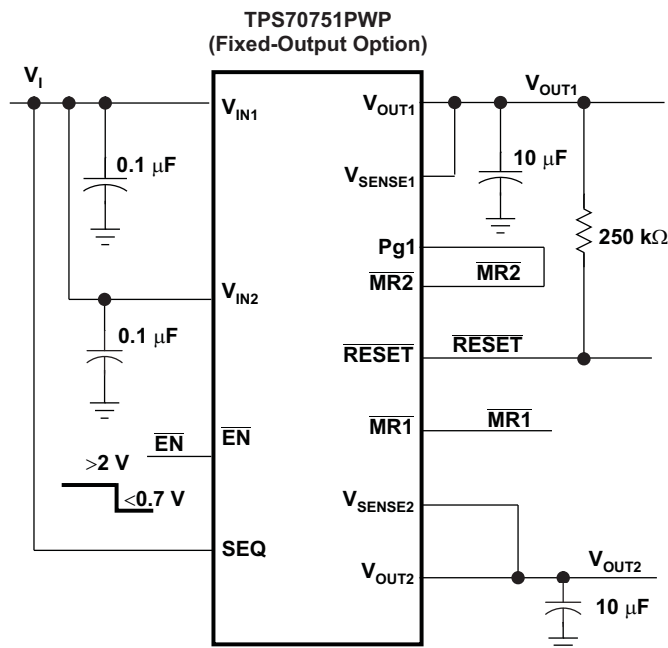 TPS70751PWP
(Fixed-Output Option)
VI
VIN1
VOUT1
VOUT1
0.1 μF
10 μF
VSENSE1
250 kΩ
Pg1
MR2
MR2
VIN2
0.1 μF
RESET
RESET
EN
EN
MR1
MR1
>2 V
<0.7 V
VSENSE2
SEQ
VOUT2
VOUT2
10 μF